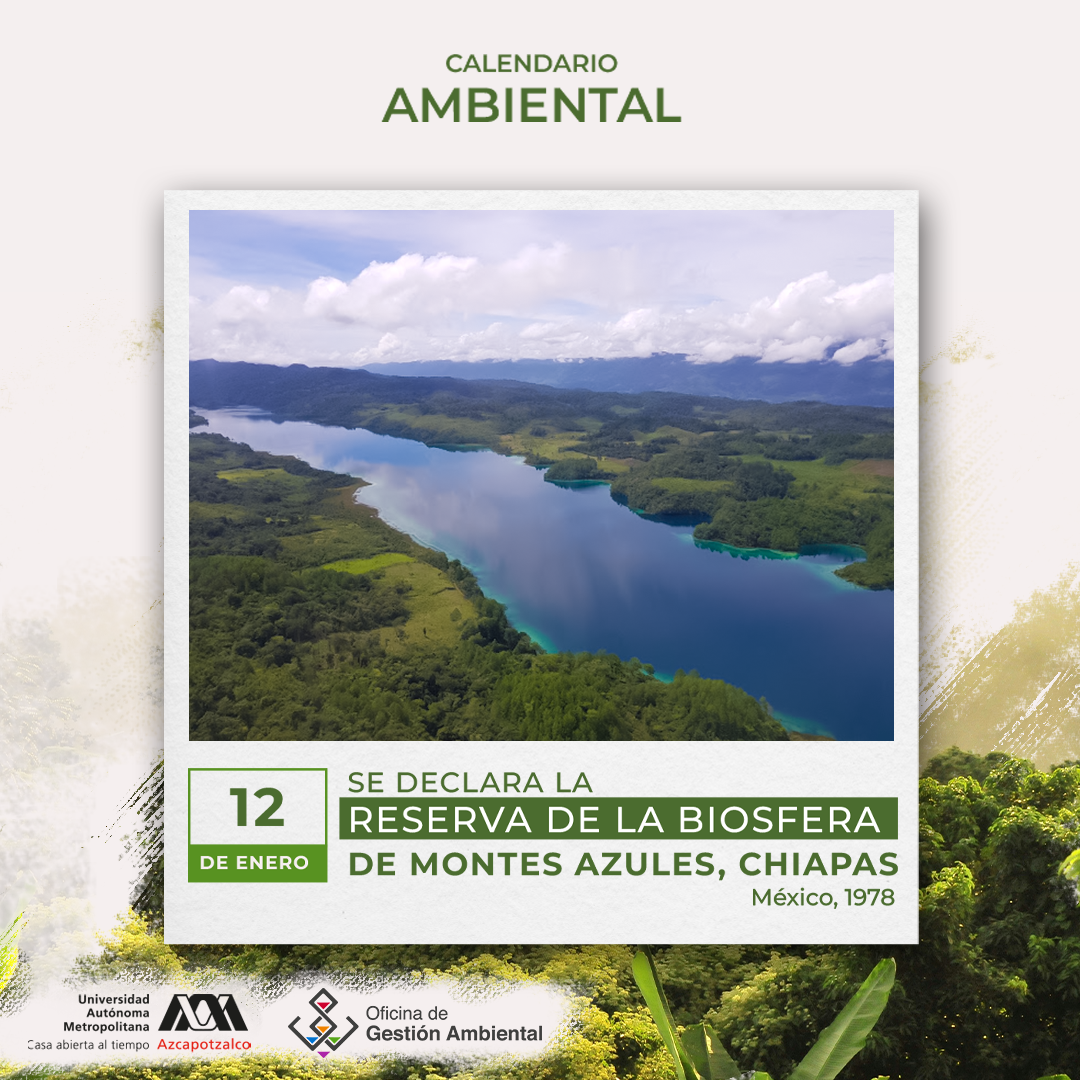 CALENDARIO
AMBIENTAL
12
DE ENERO
SE DECLARA LA
RESERVA DE LA BIOSFERA
DE MONTES AZULES, CHIAPAS
México, 1978
Universidad
Autónoma
Metropolitana
Casa abierta al tiempo Azcapotzalco
Oficina de
Gestión Ambiental